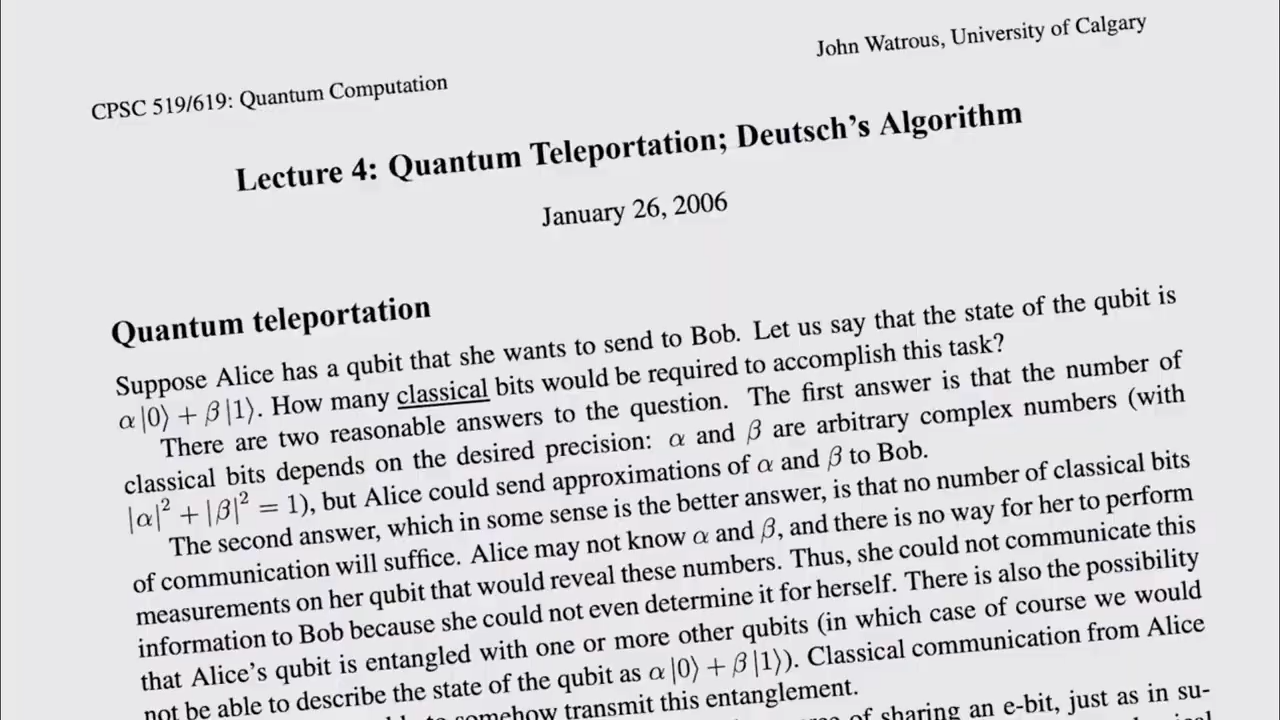 John Watrous, University of Calgary
CPSC 519/619: Quantum Computation
Lecture 4: Quantum Teleportation; Deutsch's Algorithm
January 26, 2006
Quantum teleportation
Suppose Alice has a qubit that she wants to send to Bob. Let us say that the state of the qubit is
α |0⟩ + β |1⟩. How many classical bits would be required to accomplish this task?
There are two reasonable answers to the question. The first answer is that the number of
classical bits depends on the desired precision: α and β are arbitrary complex numbers (with
|α|² + |β|² = 1), but Alice could send approximations of α and β to Bob.
The second answer, which in some sense is the better answer, is that no number of classical bits
of communication will suffice. Alice may not know α and β, and there is no way for her to perform
measurements on her qubit that would reveal these numbers. Thus, she could not communicate this
information to Bob because she could not even determine it for herself. There is also the possibility
that Alice's qubit is entangled with one or more other qubits (in which case of course we would
not be able to describe the state of the qubit as α |0⟩ + β |1⟩). Classical communication from Alice
somehow transmit this entanglement.
of sharing an e-bit, just as in su-